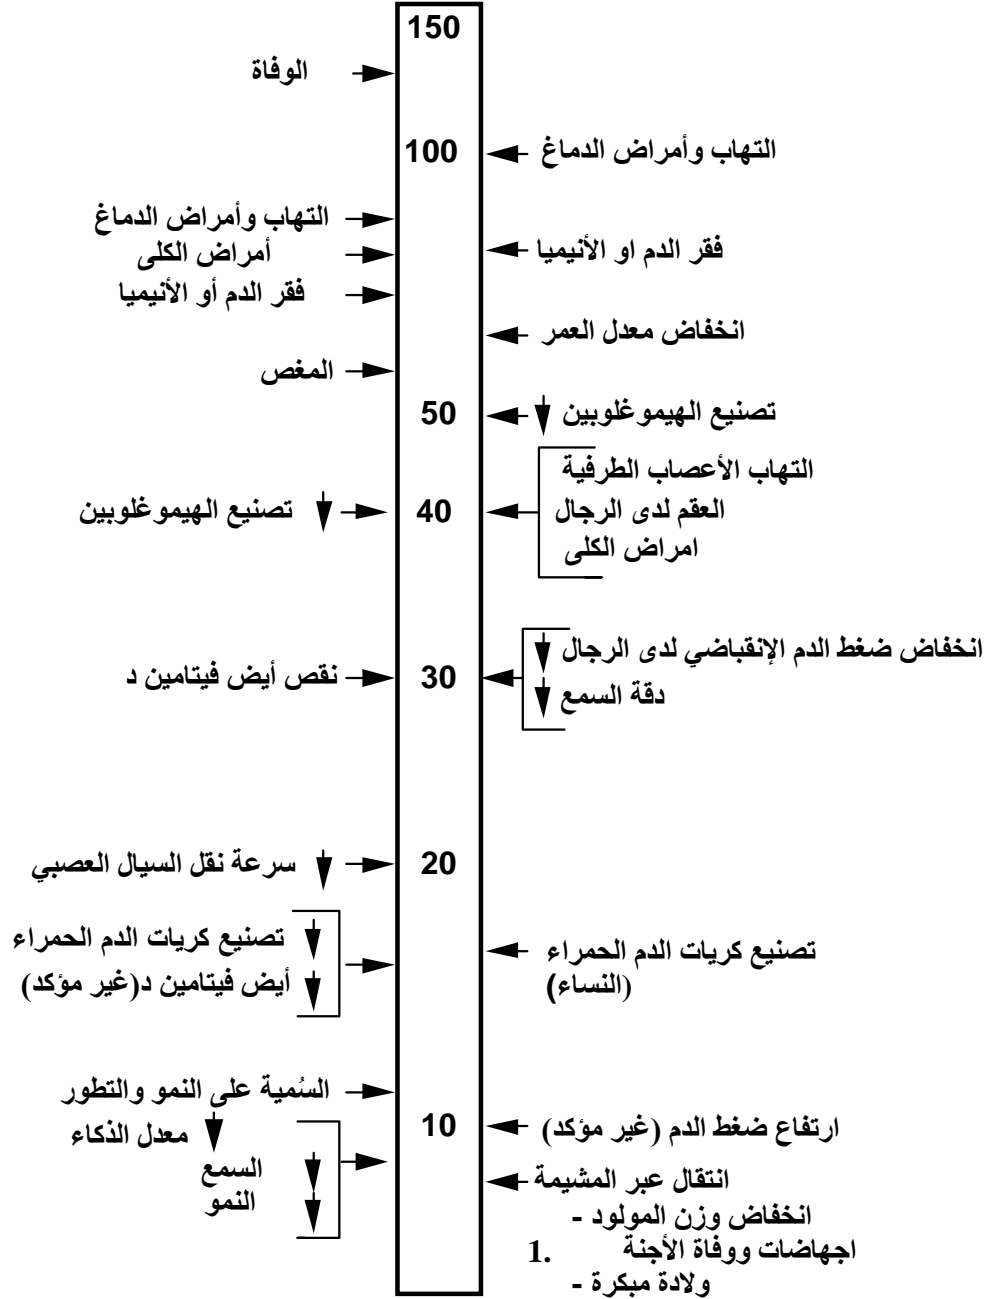 150
الوفاة
100
التهاب وأمراض الدماغ
التهاب وأمراض الدماغ
أمراض الكلى
فقر الدم او الأنيميا
فقر الدم أو الأنيميا
انخفاض معدل العمر
المغص
50
تصنيع الهيموغلوبين
التهاب الأعصاب الطرفية
العقم لدى الرجال
امراض الكلى
40
تصنيع الهيموغلوبين
انخفاض ضغط الدم الإنقباضي لدى الرجال
دقة السمع
30
نقص أيض فيتامين د
20
سرعة نقل السيال العصبي
تصنيع كريات الدم الحمراء
(النساء)
تصنيع كريات الدم الحمراء
أيض فيتامين د(غير مؤكد)
السُمية على النمو والتطور
10
ارتفاع ضغط الدم (غير مؤكد)
معدل الذكاء
السمع
النمو
انتقال عبر المشيمة
انخفاض وزن المولود -
1. اجهاضات ووفاة الأجنة
ولادة مبكرة -